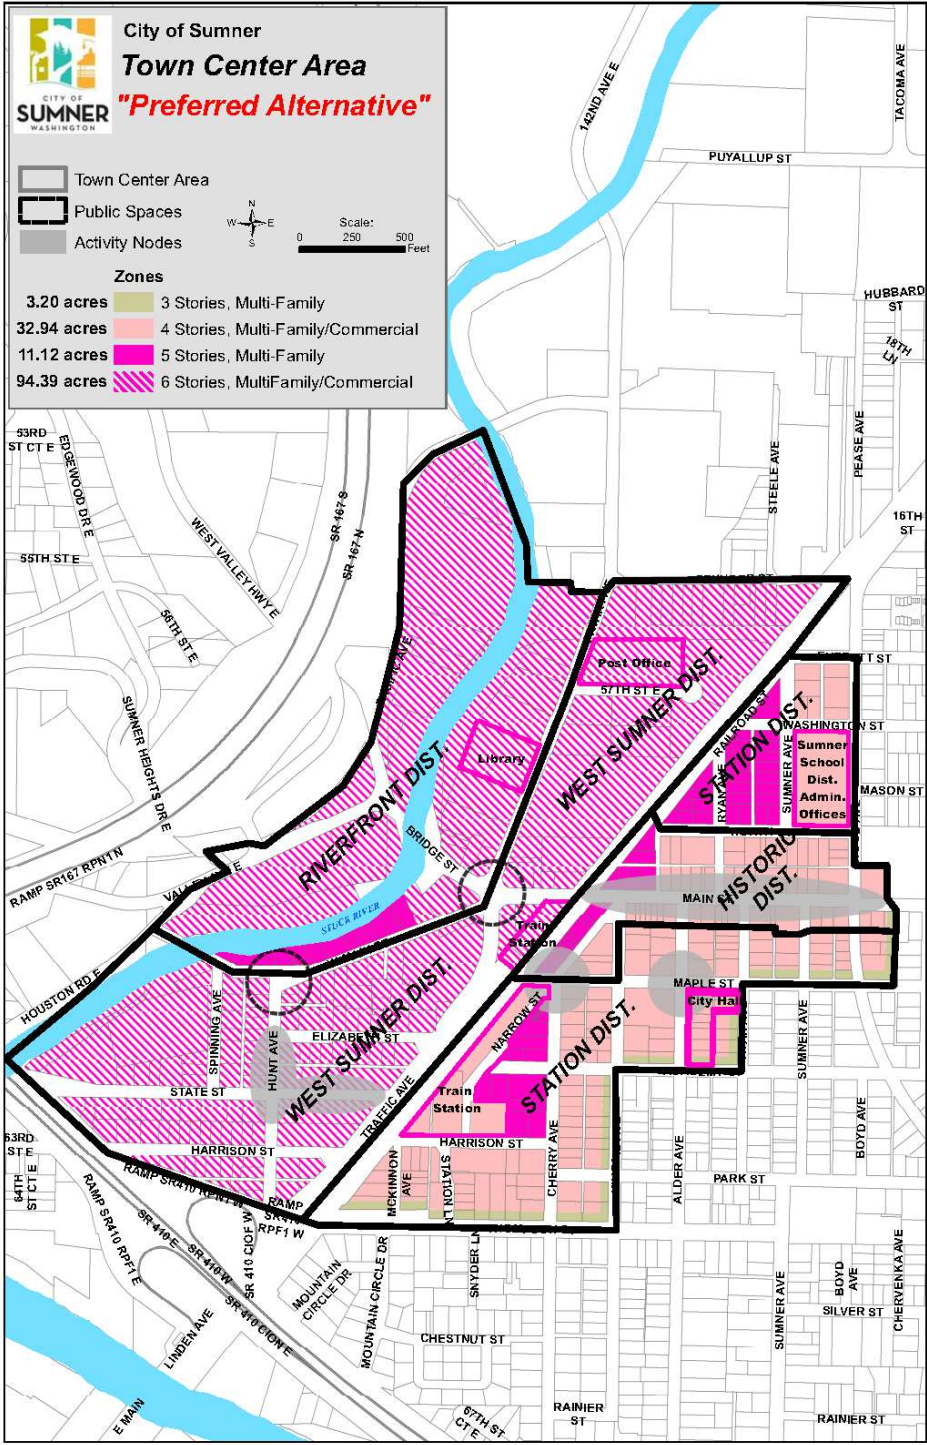 City of Sumner
Town Center Area
"Preferred Alternative"
CITY OF
SUMNER
WASHINGTON
Town Center Area
Public Spaces
Activity Nodes
N
W E
S
Scale:
0 250 500
Feet
Zones
3.20 acres 3 Stories, Multi-Family
32.94 acres 4 Stories, Multi-Family/Commercial
11.12 acres 5 Stories, Multi-Family
94.39 acres 6 Stories, MultiFamily/Commercial
142ND AVE E
TACOMA AVE
PUYALLUP ST
HUBBARD
ST
18TH
LN
PEASE AVE
STEELE AVE
16TH
ST
53RD
ST CT E
EDGEWOOD DR E
WEST VALLEY HWY E
SR 167 S
SR 167 N
55TH ST E
56TH ST E
SUMNER HEIGHTS DR E
Post Office
57TH ST E
WEST SUMNER DIST.
RAILROAD ST
STATION DIST.
WASHINGTON ST
Sumner
School
Dist.
Admin.
Offices
SUMNER AVE
MASON ST
Library
RIVERFRONT DIST.
BRIDGE ST
RAMP SR167 RPN1 N
HISTORIC
DIST.
MAIN
STUCK RIVER
Train
Station
HOUSTON RD E
MAPLE ST
City Hall
NARROW ST
STATION DIST.
SPINNING AVE
HUNT AVE
ELIZABETH ST
WEST SUMNER DIST.
STATE ST
TRAFFIC AVE
Train
Station
HARRISON ST
HARRISON ST
SUMNER AVE
BOYD AVE
63RD
ST E
64TH
ST CT E
RAMP SR410 RPN1 W
RAMP
RPF1 W
RAMP SR410 RPF1 E
SR 410 E
SR 410 W
SR 410 CIOF W
SR 410 CION E
MCKINNON
AVE
STATION LN
CHERRY AVE
ALDER AVE
PARK ST
MOUNTAIN
CIRCLE DR
MOUNTAIN CIRCLE DR
SNYDER LN
SUMNER AVE
BOYD
AVE
CHERVENKA AVE
SILVER ST
LINDEN AVE
CHESTNUT ST
E MAIN
67TH ST
CT E
RAINIER
ST
RAINIER ST